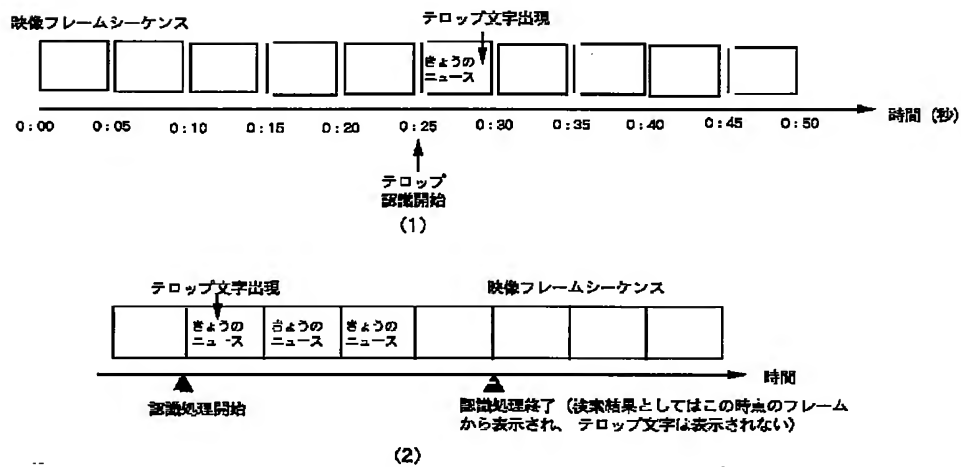 映像フレームシーケンス
テロップ文字出現
きょうの
ニュース
0:00 0:05 0:10 0:15 0:20 0:25 0:30 0:35 0:40 0:45 0:50
時間 (秒)
テロップ
認識開始
(1)
テロップ文字出現
映像フレームシーケンス
きょうの きょうの きょうの
ニュース ニュース ニュース
時間
認識処理開始
認識処理終了 (検索結果としてはこの時点のフレーム
から表示され、テロップ文字は表示されない)
(2)